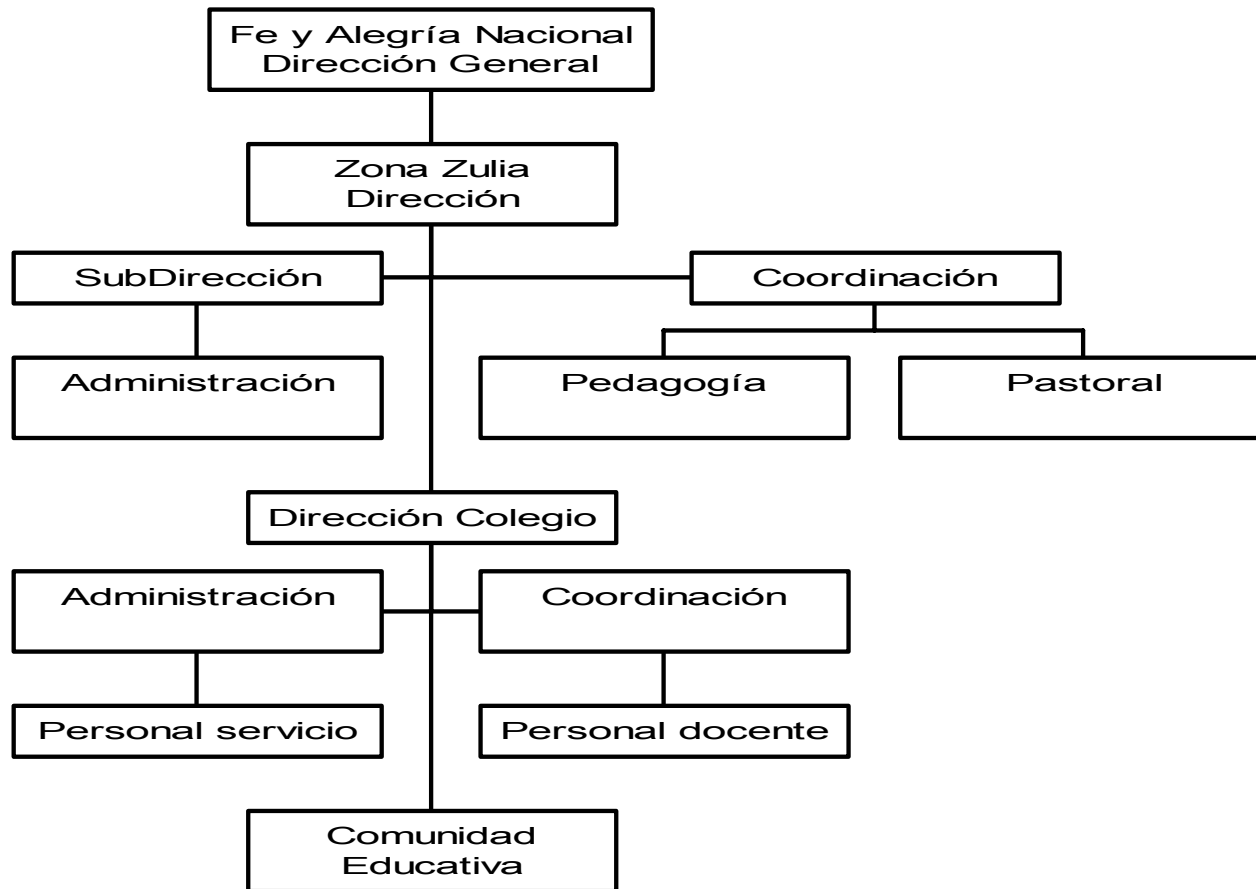 Fe y Alegría Nacional
Dirección General
Zona Zulia
Dirección
SubDirección
Coordinación
Administración
Pedagogía
Pastoral
Dirección Colegio
Administración
Coordinación
Personal servicio
Personal docente
Comunidad
Educativa